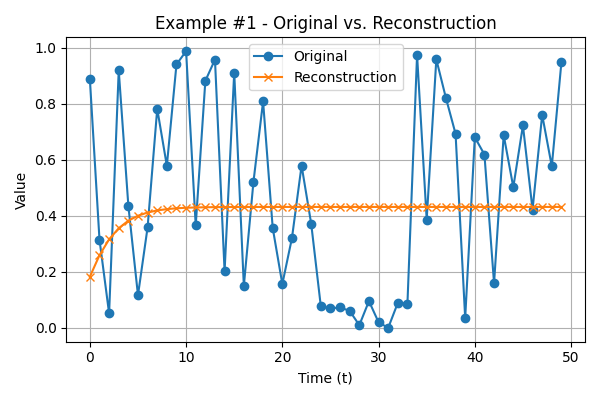 Example #1 - Original vs. Reconstruction
Original
Reconstruction
Value
1.0
0.8
0.6
0.4
0.2
0.0
0 10 20 30 40 50
Time (t)